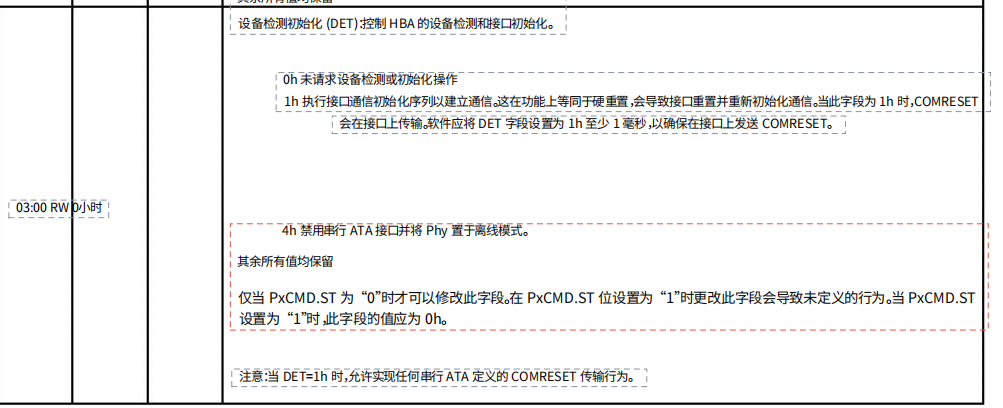 其余所有值均保留
设备检测初始化 (DET):控制 HBA 的设备检测和接口初始化。
0h 未请求设备检测或初始化操作
1h 执行接口通信初始化序列以建立通信。这在功能上等同于硬重置,会导致接口重置并重新初始化通信。当此字段为 1h 时,COMRESET
会在接口上传输。软件应将 DET 字段设置为 1h 至少 1 毫秒,以确保在接口上发送 COMRESET。
03:00 RW 0小时
4h 禁用串行 ATA 接口并将 Phy 置于离线模式。
其余所有值均保留
仅当 PxCMD.ST 为“0”时才可以修改此字段。在 PxCMD.ST 位设置为“1”时更改此字段会导致未定义的行为。当 PxCMD.ST
设置为“1”时,此字段的值应为 0h。
注意:当 DET=1h 时,允许实现任何串行 ATA 定义的 COMRESET 传输行为。